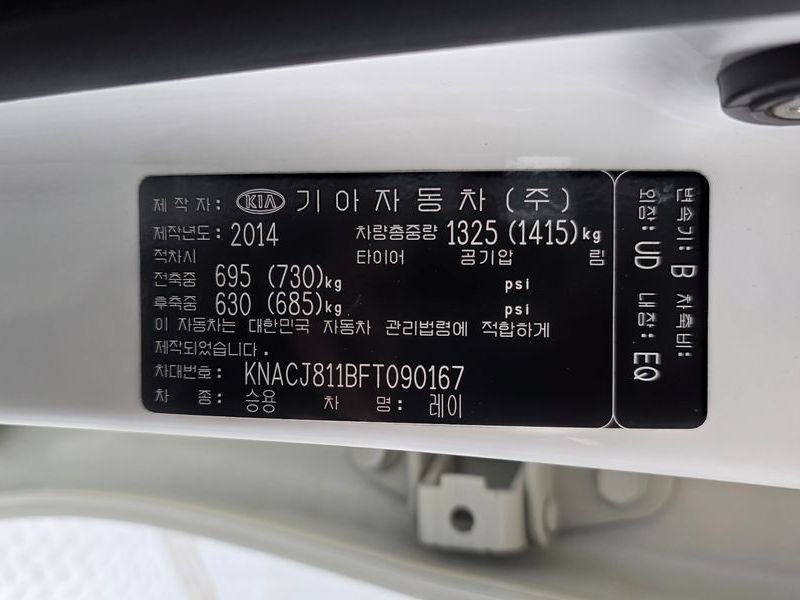 제작자: KIA 기아자동차(주)
제작년도: 2014 차량총중량 1325 (1415)kg
적차시 타이어 공기압 림
전축중 695 (730)kg psi
후축중 630 (685)kg psi
이 자동차는 대한민국 자동차 관리법령에 적합하게
제작되었습니다.
차대번호: KNACJ811BFT090167
차 종: 승용 차 명: 레이
변속기: B 차축비:
외장: UD 내장: EQ